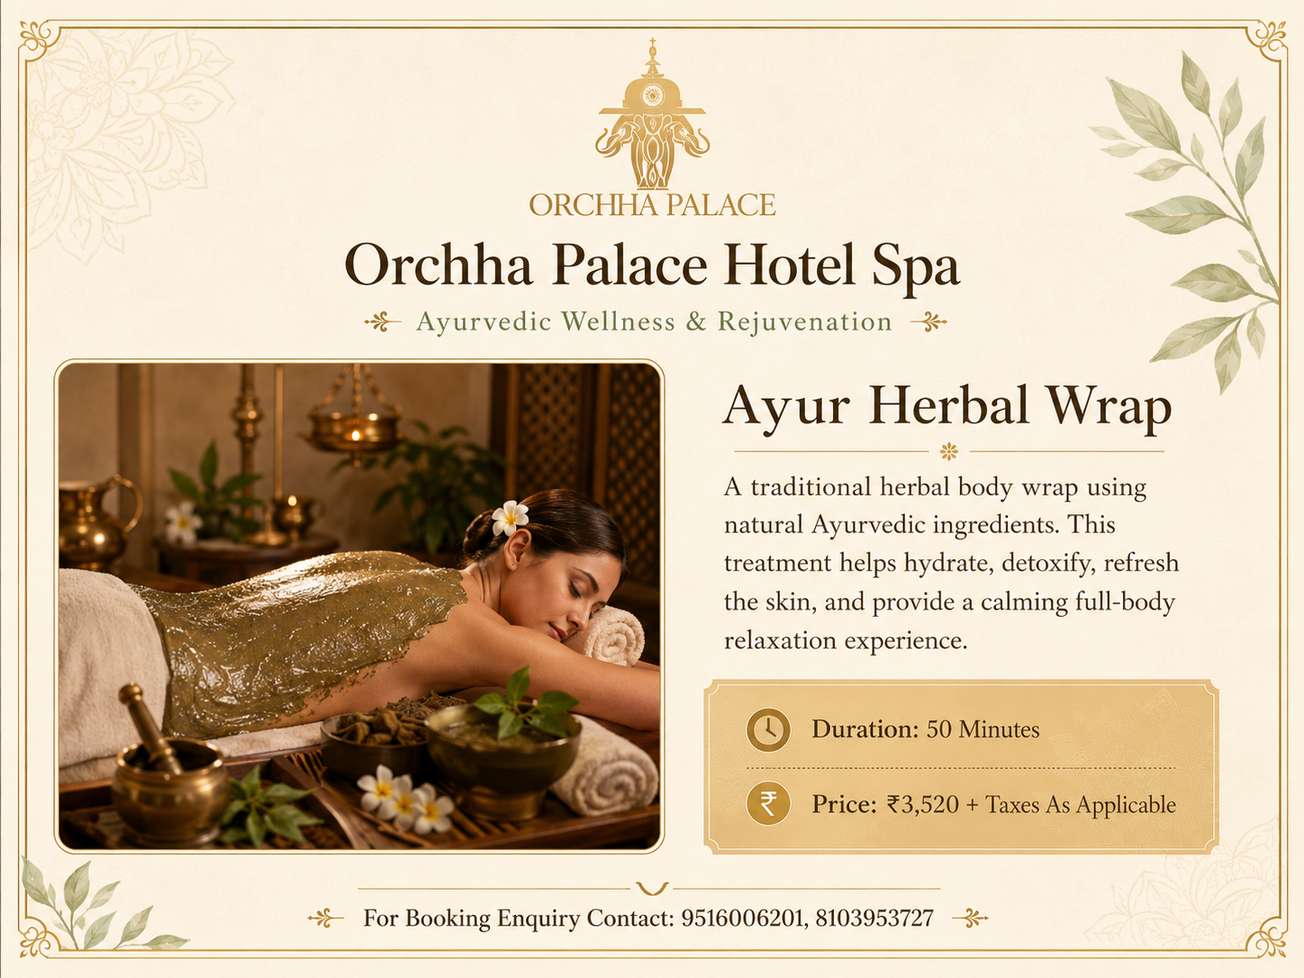 ORCHHA PALACE
Orchha Palace Hotel Spa
Ayurvedic Wellness & Rejuvenation
Ayur Herbal Wrap
A traditional herbal body wrap using
natural Ayurvedic ingredients. This
treatment helps hydrate, detoxify, refresh
the skin, and provide a calming full-body
relaxation experience.
Duration: 50 Minutes
₹
Price: ₹3,520 + Taxes As Applicable
For Booking Enquiry Contact: 9516006201, 8103953727